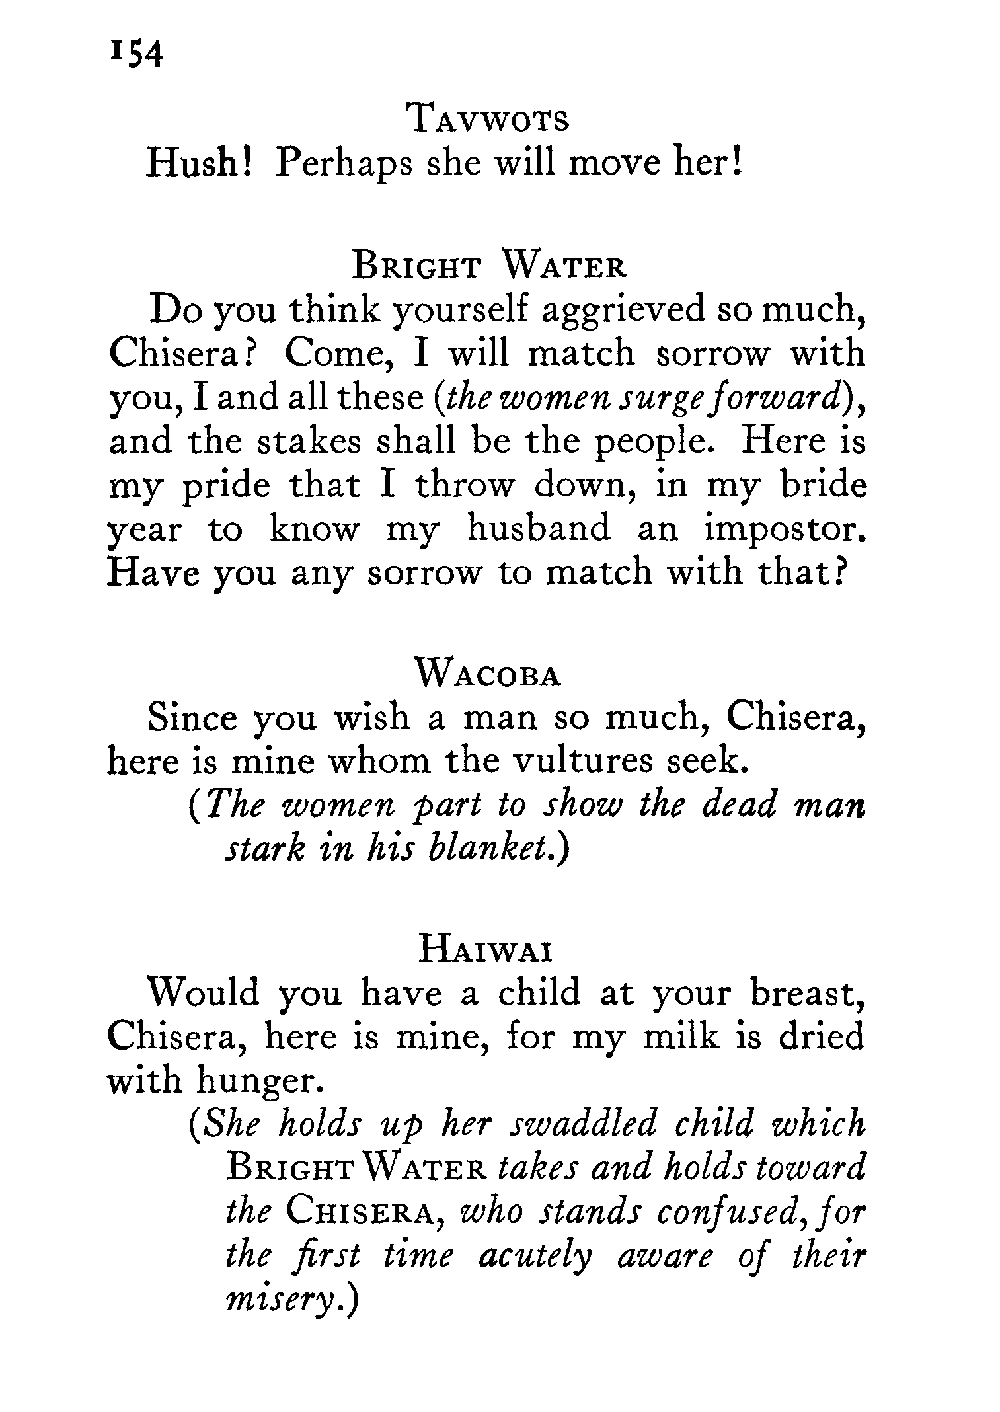 154
Tavwots
Hush! Perhaps she will move her!
Bright Water
Do you think yourself aggrieved so much,
Chisera? Come, I will match sorrow with
you, I and all these (the women surge forward),
and the stakes shall be the people. Here is
my pride that I throw down, in my bride
year to know my husband an impostor.
Have you any sorrow to match with that?
Wacoba
Since you wish a man so much, Chisera,
here is mine whom the vultures seek.
(The women part to show the dead man
stark in his blanket.)
Haiwai
Would you have a child at your breast,
Chisera, here is mine, for my milk is dried
with hunger.
(She holds up her swaddled child which
Bright Water takes and holds toward
the Chisera, who stands confused, for
the first time acutely aware of their
misery.)